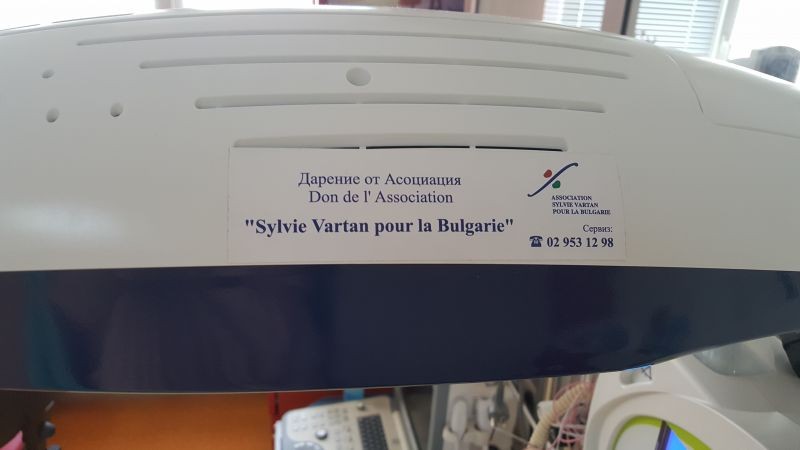 Дарение от Асоциация
Don de l' Association
"Sylvie Vartan pour la Bulgarie"
ASSOCIATION
SYLVIE VARTAN
POUR LA BULGARIE
Сервиз:
☎ 02 953 12 98